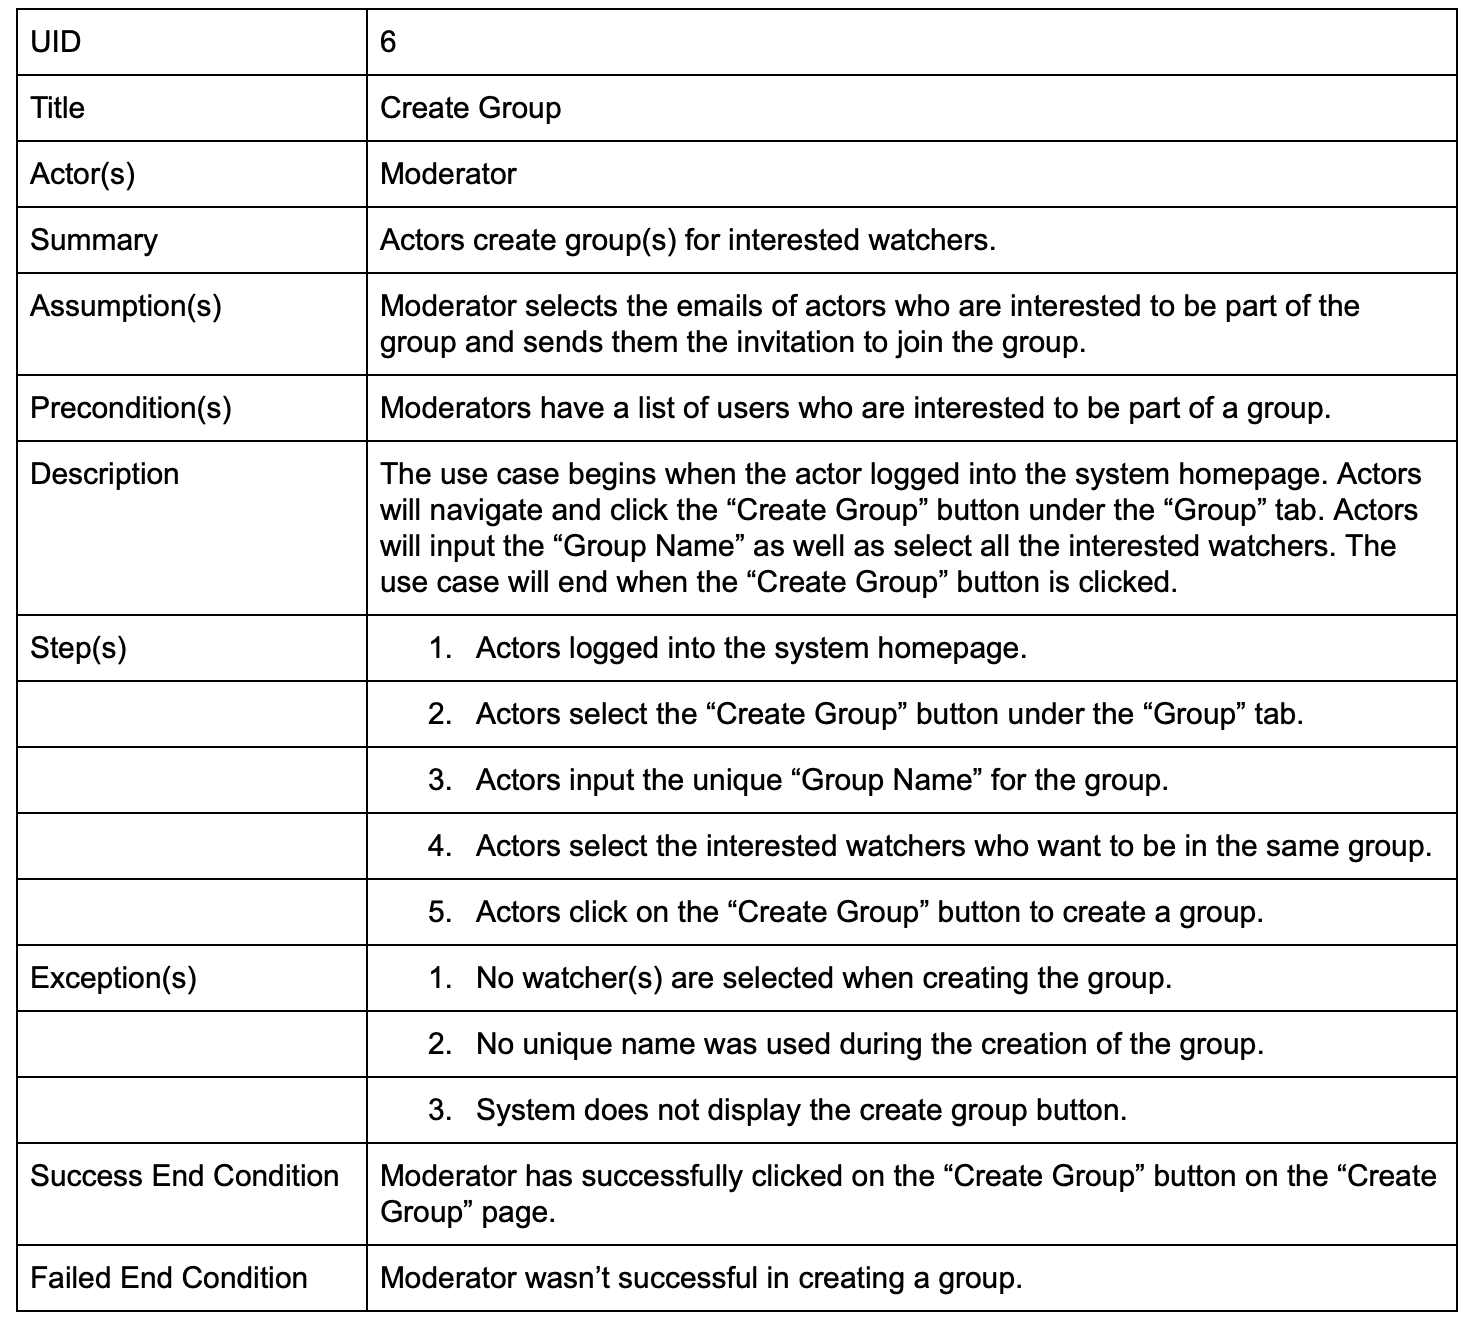 UID 6
Title Create Group
Actor(s) Moderator
Summary Actors create group(s) for interested watchers.
Assumption(s) Moderator selects the emails of actors who are interested to be part of the
group and sends them the invitation to join the group.
Precondition(s) Moderators have a list of users who are interested to be part of a group.
Description The use case begins when the actor logged into the system homepage. Actors
will navigate and click the “Create Group” button under the “Group” tab. Actors
will input the “Group Name” as well as select all the interested watchers. The
use case will end when the “Create Group” button is clicked.
Step(s) 1. Actors logged into the system homepage.
2. Actors select the “Create Group” button under the “Group” tab.
3. Actors input the unique “Group Name” for the group.
4. Actors select the interested watchers who want to be in the same group.
5. Actors click on the “Create Group” button to create a group.
Exception(s) 1. No watcher(s) are selected when creating the group.
2. No unique name was used during the creation of the group.
3. System does not display the create group button.
Success End Condition Moderator has successfully clicked on the “Create Group” button on the “Create
Group” page.
Failed End Condition Moderator wasn’t successful in creating a group.